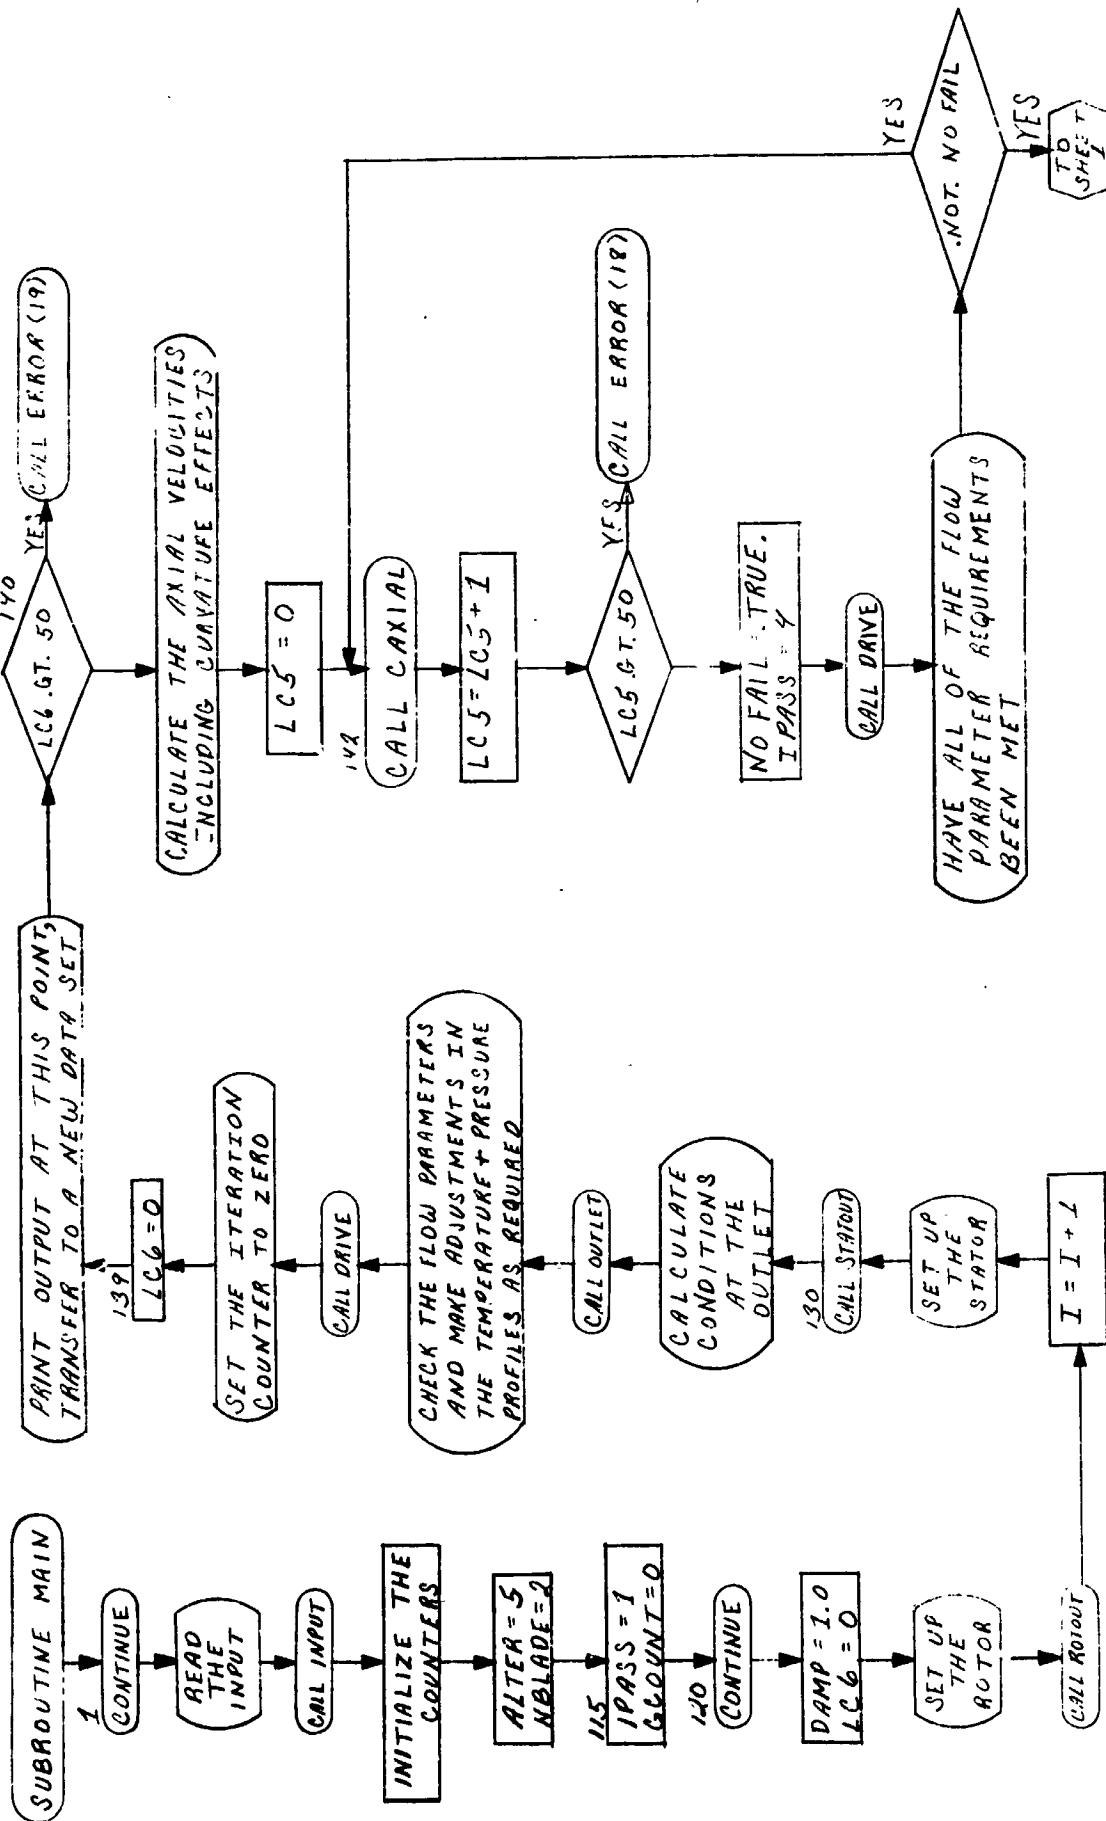 SUBROUTINE MAIN
1
CONTINUE
READ
THE
INPUT
CALL INPUT
INITIALIZE THE
COUNTERS
ALTER = 5
NBLADE = 2
115
IPASS = 1
GCOUNT = 0
120
CONTINUE
DAMP = 1.0
LC6 = 0
SET UP
THE
ROTOR
CALL ROTOUT
I = I + 1
SET UP
THE
STATOR
130
CALL STATOUT
CALCULATE
CONDITIONS
AT THE
OUTLET
CALL OUTLET
CHECK THE FLOW PARAMETERS
AND MAKE ADJUSTMENTS IN
THE TEMPERATURE + PRESSURE
PROFILES AS REQUIRED
CALL DRIVE
SET THE ITERATION
COUNTER TO ZERO
139
LC6 = 0
PRINT OUTPUT AT THIS POINT,
TRANSFER TO A NEW DATA SET
140
LC6 .GT. 50
YES
CALL ERROR (19)
CALCULATE THE AXIAL VELOCITIES
INCLUDING CURVATURE EFFECTS
LC5 = 0
142
CALL CAXIAL
LC5 = LC5 + 1
LC5 .GT. 50
YES
CALL ERROR (18)
NO FAIL = .TRUE.
IPASS = 4
CALL DRIVE
HAVE ALL OF THE FLOW
PARAMETER REQUIREMENTS
BEEN MET
.NOT. NO FAIL
YES
YES
TO
SHEET
1